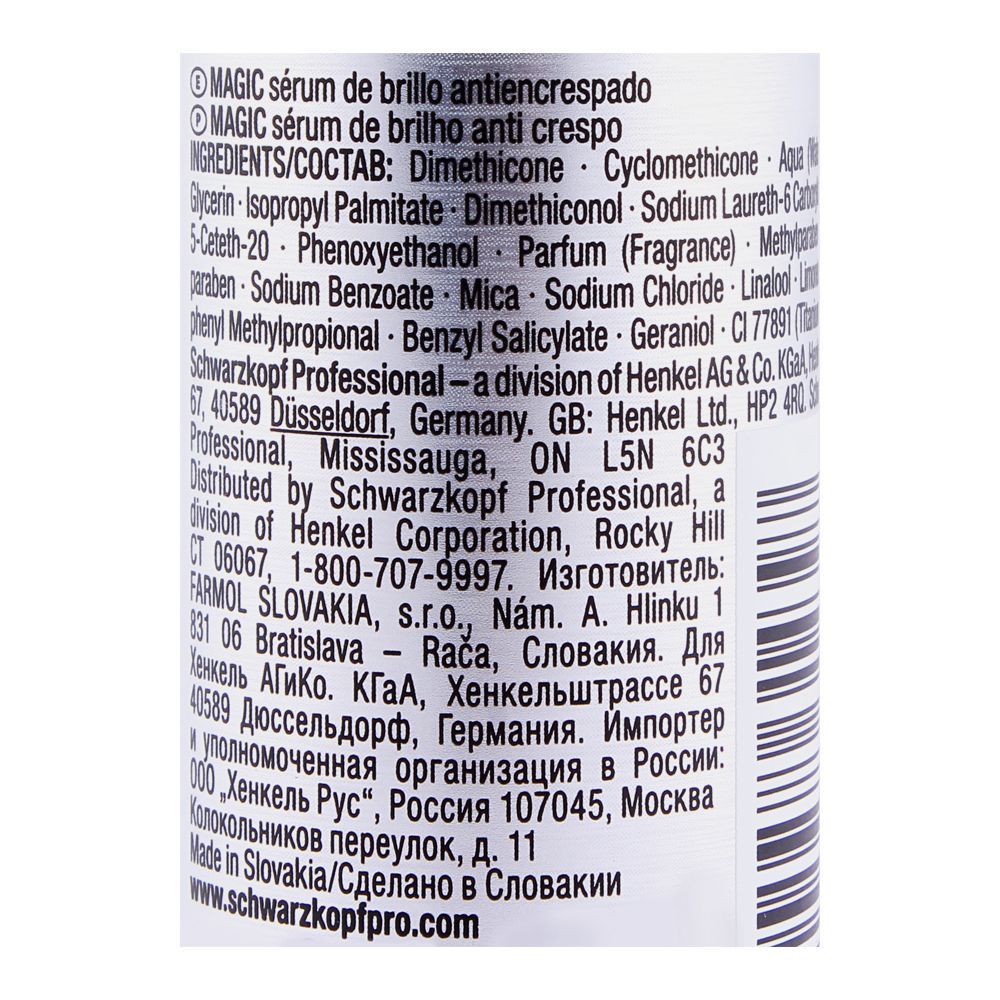 Ⓔ MAGIC sérum de brillo antiencrespado
Ⓟ MAGIC sérum de brilho anti crespo
INGREDIENTS/СОСТАВ: Dimethicone · Cyclomethicone · Aqua
Glycerin · Isopropyl Palmitate · Dimethiconol · Sodium Laureth-6
5-Ceteth-20 · Phenoxyethanol · Parfum (Fragrance) ·
paraben · Sodium Benzoate · Mica · Sodium Chloride · Linalool ·
phenyl Methylpropional · Benzyl Salicylate · Geraniol · CI 77891
Schwarzkopf Professional – a division of Henkel AG & Co. KGaA,
67, 40589 Düsseldorf, Germany. GB: Henkel Ltd., HP2 4RQ.
Professional, Mississauga, ON L5N 6C3
Distributed by Schwarzkopf Professional, a
division of Henkel Corporation, Rocky Hill
CT 06067, 1-800-707-9997. Изготовитель:
FARMOL SLOVAKIA, s.r.o., Nám. A. Hlinku 1
831 06 Bratislava – Rača, Словакия. Для
Хенкель АГиКо. КГаА, Хенкельштрассе 67
40589 Дюссельдорф, Германия. Импортер
и уполномоченная организация в России:
ООО „Хенкель Рус“, Россия 107045, Москва
Колокольников переулок, д. 11
Made in Slovakia/Сделано в Словакии
www.schwarzkopfpro.com